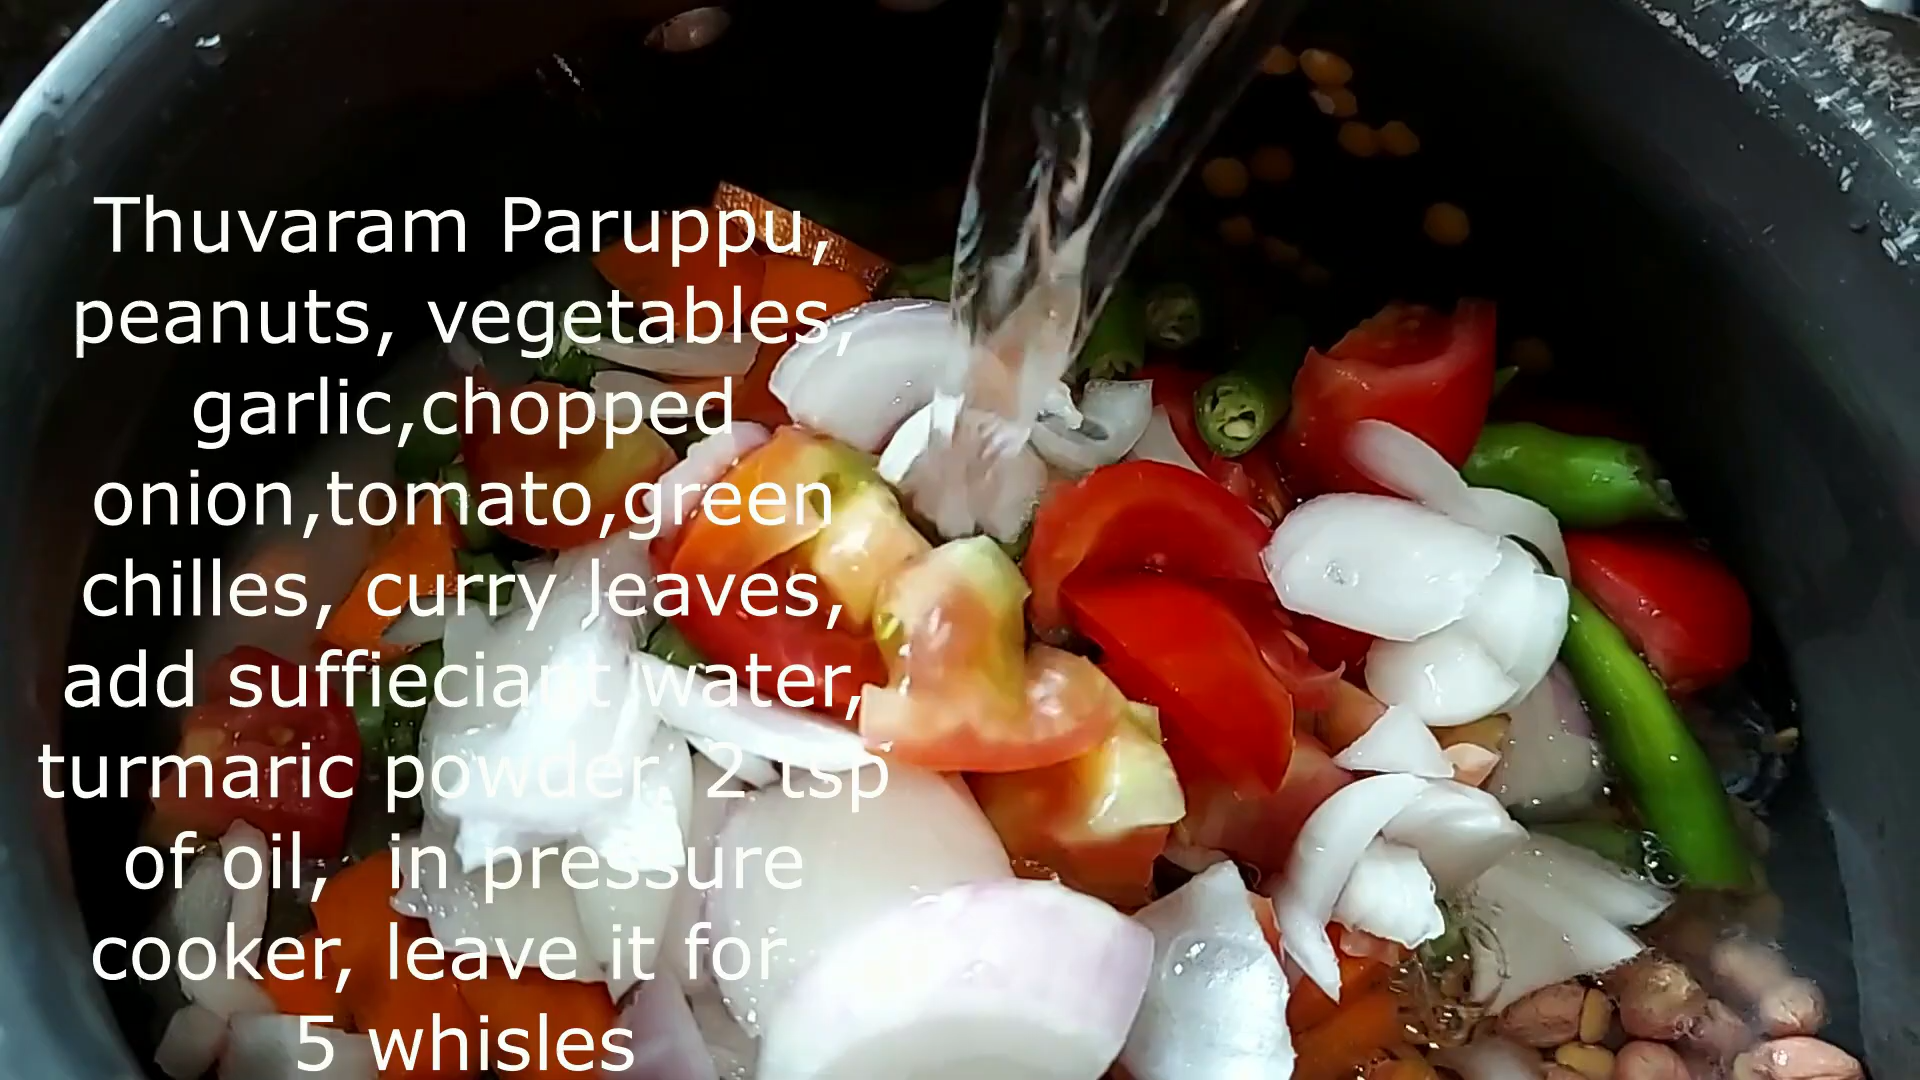 Thuvaram Paruppu,
peanuts, vegetables,
garlic,chopped
onion,tomato,green
chilles, curry leaves,
add suffieciant water,
turmaric powder, 2 tsp
of oil,  in pressure
cooker, leave it for
5 whisles